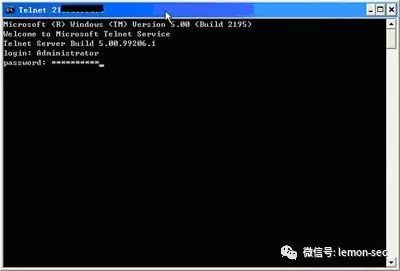 Telnet 21
Microsoft (R) Windows (TM) Version 5.00 (Build 2195)
Welcome to Microsoft Telnet Service
Telnet Server Build 5.00.99206.1
login: Administrator
password: **********_
微信号: lemon-sec